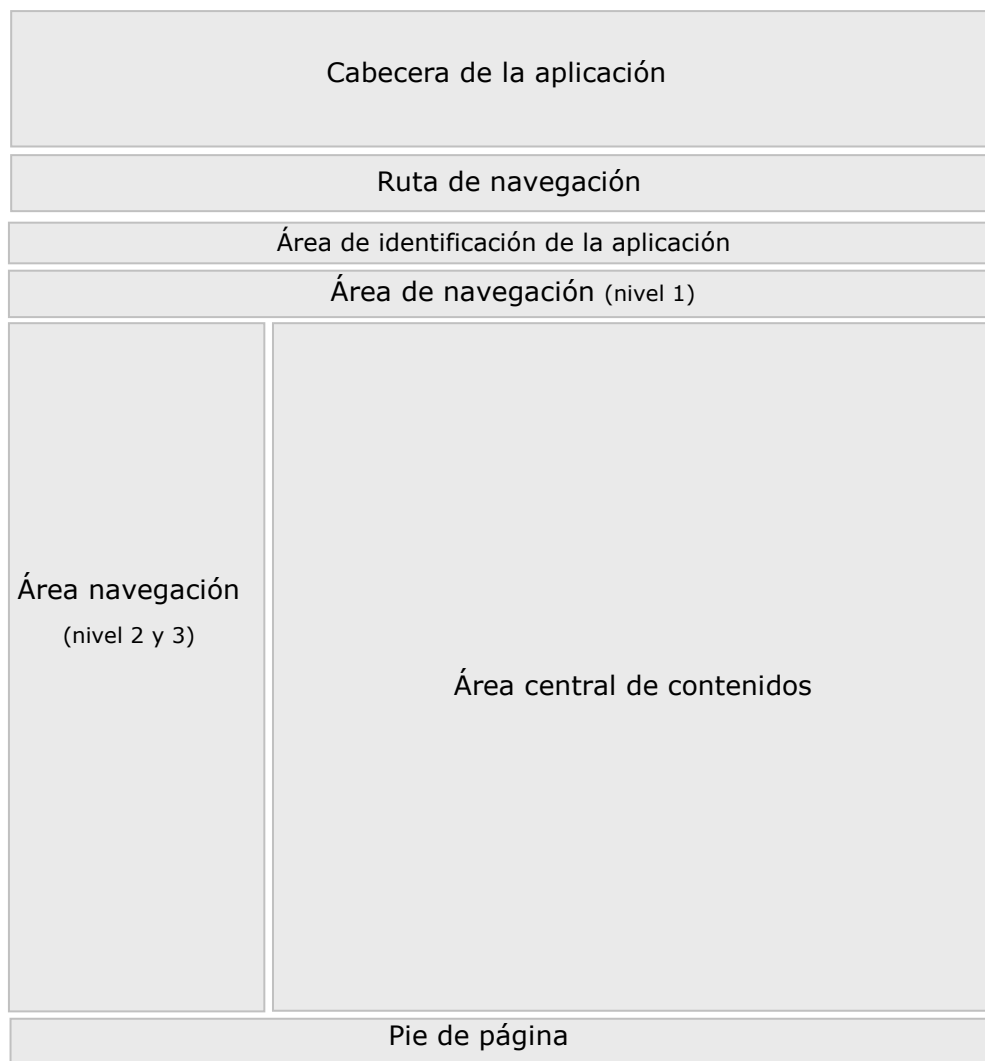 Cabecera de la aplicación
Ruta de navegación
Área de identificación de la aplicación
Área de navegación (nivel 1)
Área navegación
(nivel 2 y 3)
Área central de contenidos
Pie de página